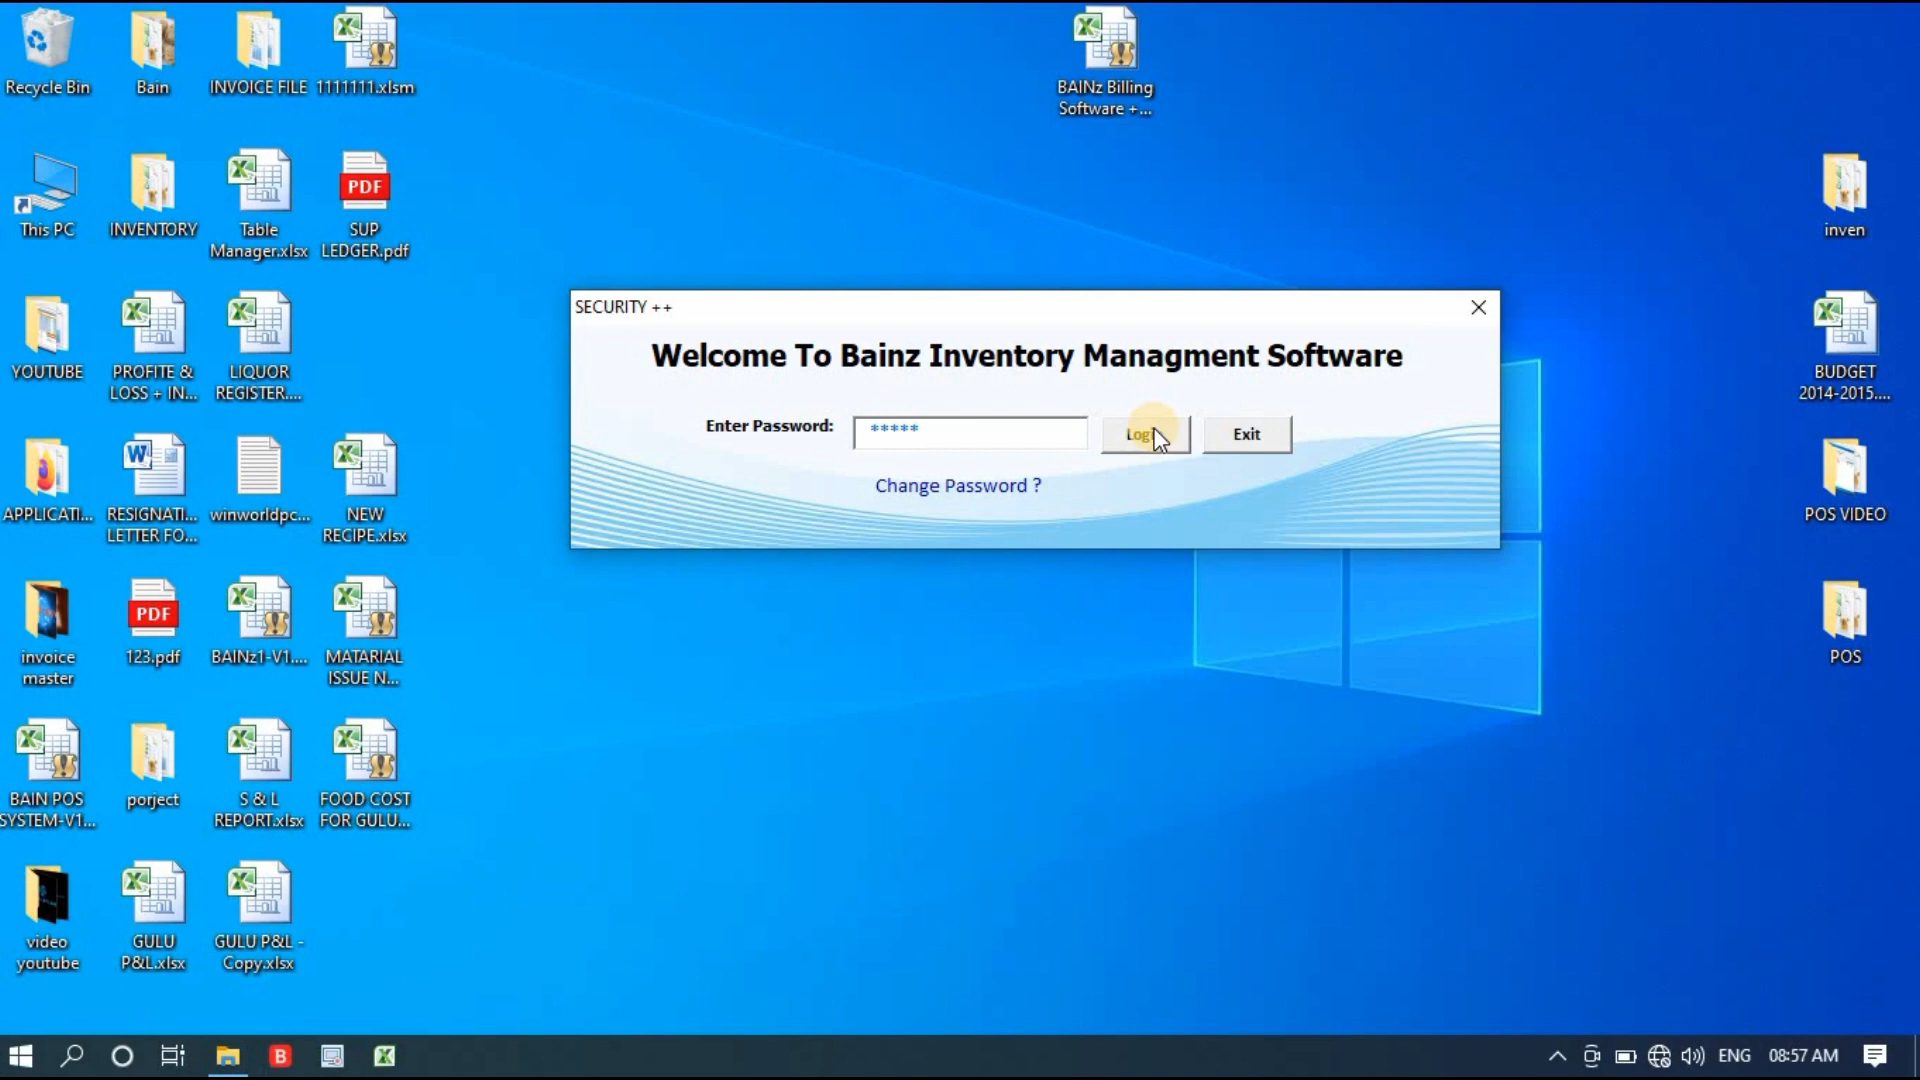 Recycle Bin
Bain
INVOICE FILE
1111111.xlsm
BAINz Billing
Software +...
This PC
INVENTORY
Table
Manager.xlsx
PDF
SUP
LEDGER.pdf
inven
SECURITY ++
Welcome To Bainz Inventory Managment Software
Enter Password:
*****
Exit
Change Password ?
YOUTUBE
PROFITE &
LOSS + IN...
LIQUOR
REGISTER....
BUDGET
2014-2015....
APPLICATI...
RESIGNATI...
LETTER FO...
winworldpc...
NEW
RECIPE.xlsx
POS VIDEO
invoice
master
PDF
123.pdf
BAINz1-V1....
MATARIAL
ISSUE N...
POS
BAIN POS
SYSTEM-V1...
porject
S & L
REPORT.xlsx
FOOD COST
FOR GULU...
video
youtube
GULU
P&L.xlsx
GULU P&L -
Copy.xlsx
B
ENG
08:57 AM